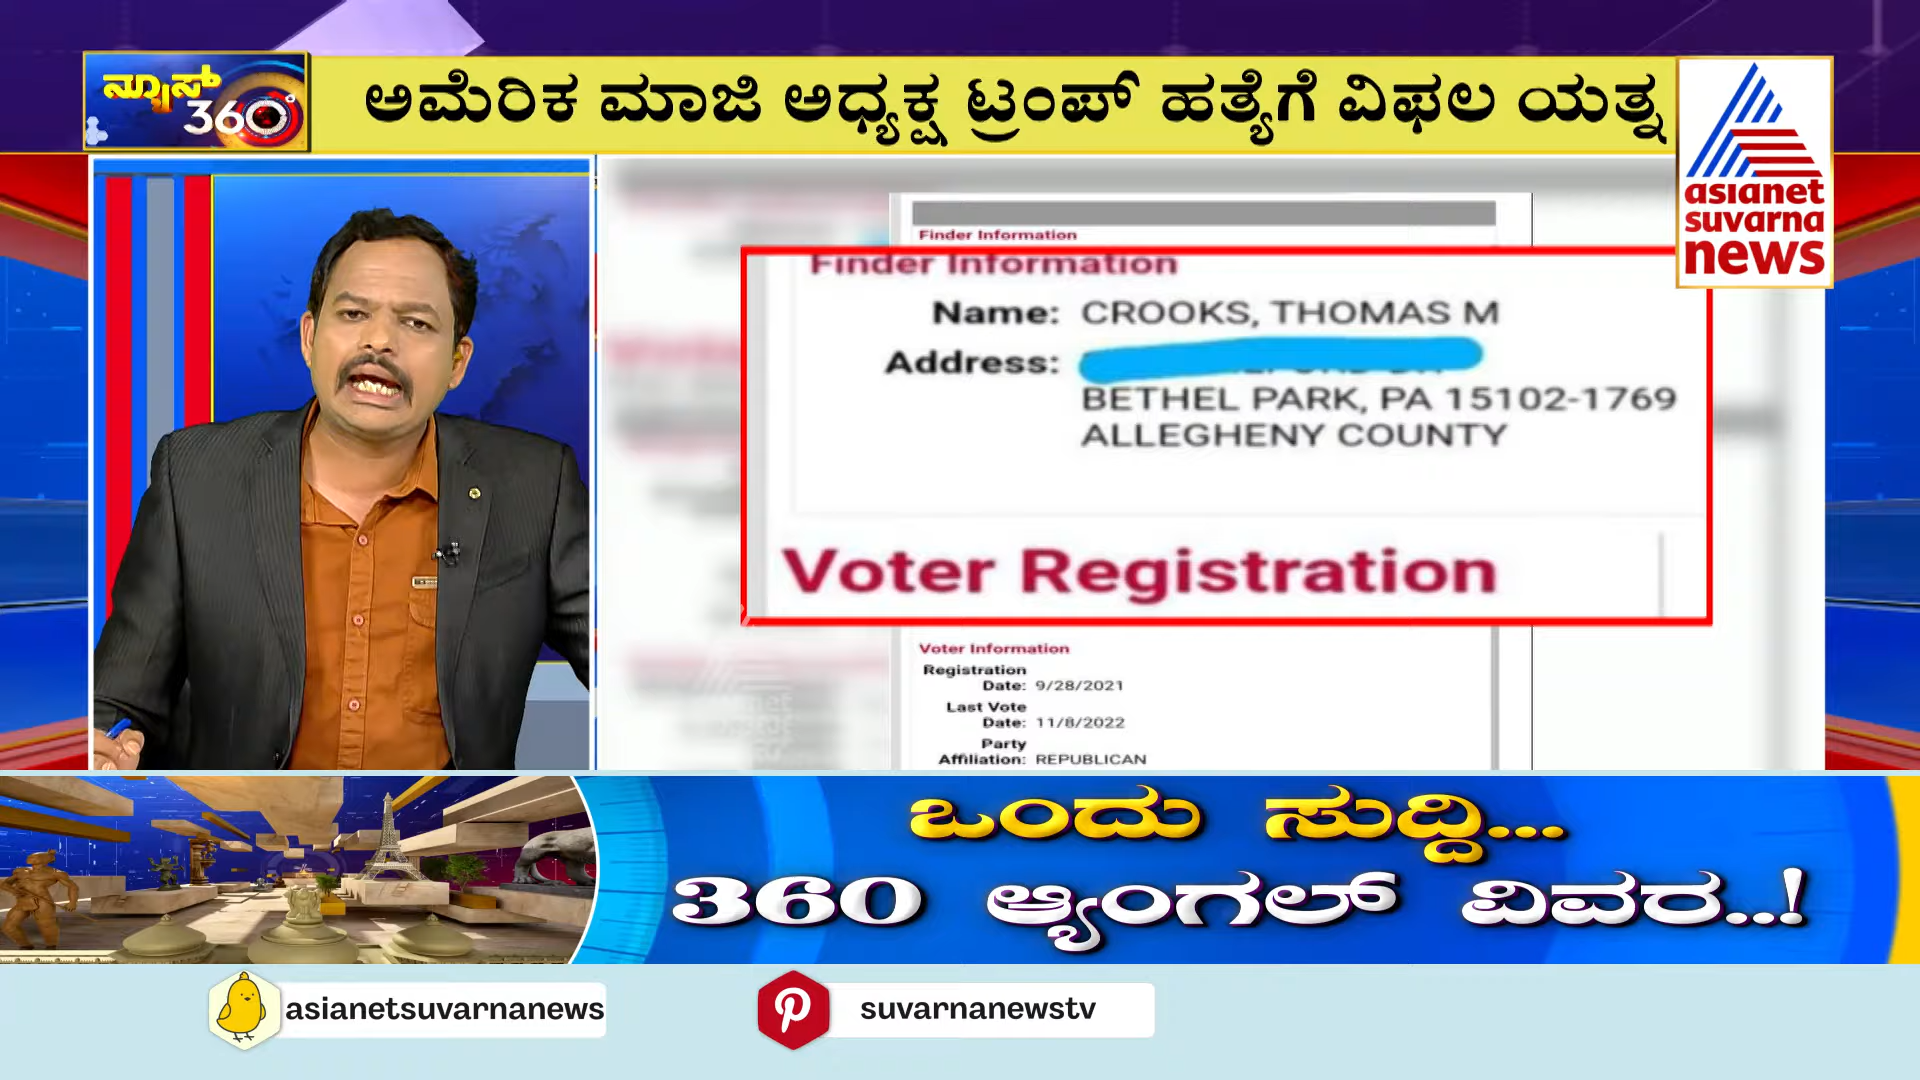 ನ್ಯೂಸ್
360°
ಅಮೆರಿಕ ಮಾಜಿ ಅಧ್ಯಕ್ಷ ಟ್ರಂಪ್ ಹತ್ಯೆಗೆ ವಿಫಲ ಯತ್ನ
asianet
suvarna
news
Finder Information
Finder Information
Name: CROOKS, THOMAS M
Address:
BETHEL PARK, PA 15102-1769
ALLEGHENY COUNTY
Voter Registration
Voter Information
Registration
Date: 9/28/2021
Last Vote
Date: 11/8/2022
Party
Affiliation: REPUBLICAN
ಒಂದು ಸುದ್ದಿ...
360 ಆ್ಯಂಗಲ್ ವಿವರ..!
asianetsuvarnanews
suvarnanewstv